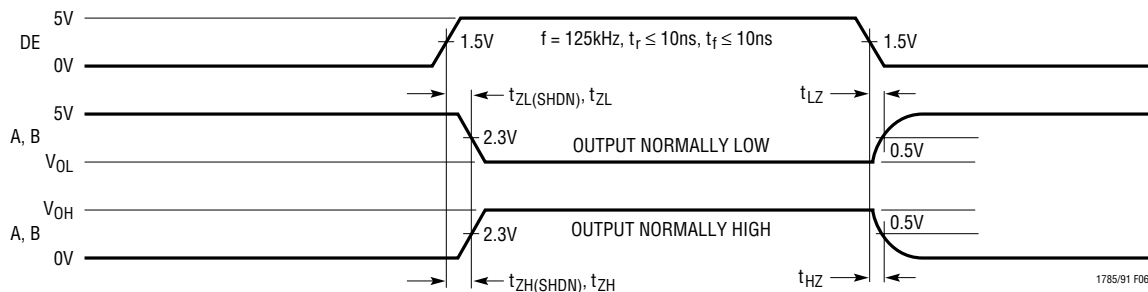 5V
DE
0V
1.5V
f = 125kHz, tr ≤ 10ns, tf ≤ 10ns
1.5V
tZL(SHDN), tZL
tLZ
5V
A, B
VOL
2.3V
OUTPUT NORMALLY LOW
0.5V
VOH
A, B
0V
2.3V
OUTPUT NORMALLY HIGH
0.5V
tZH(SHDN), tZH
tHZ
1785/91 F06